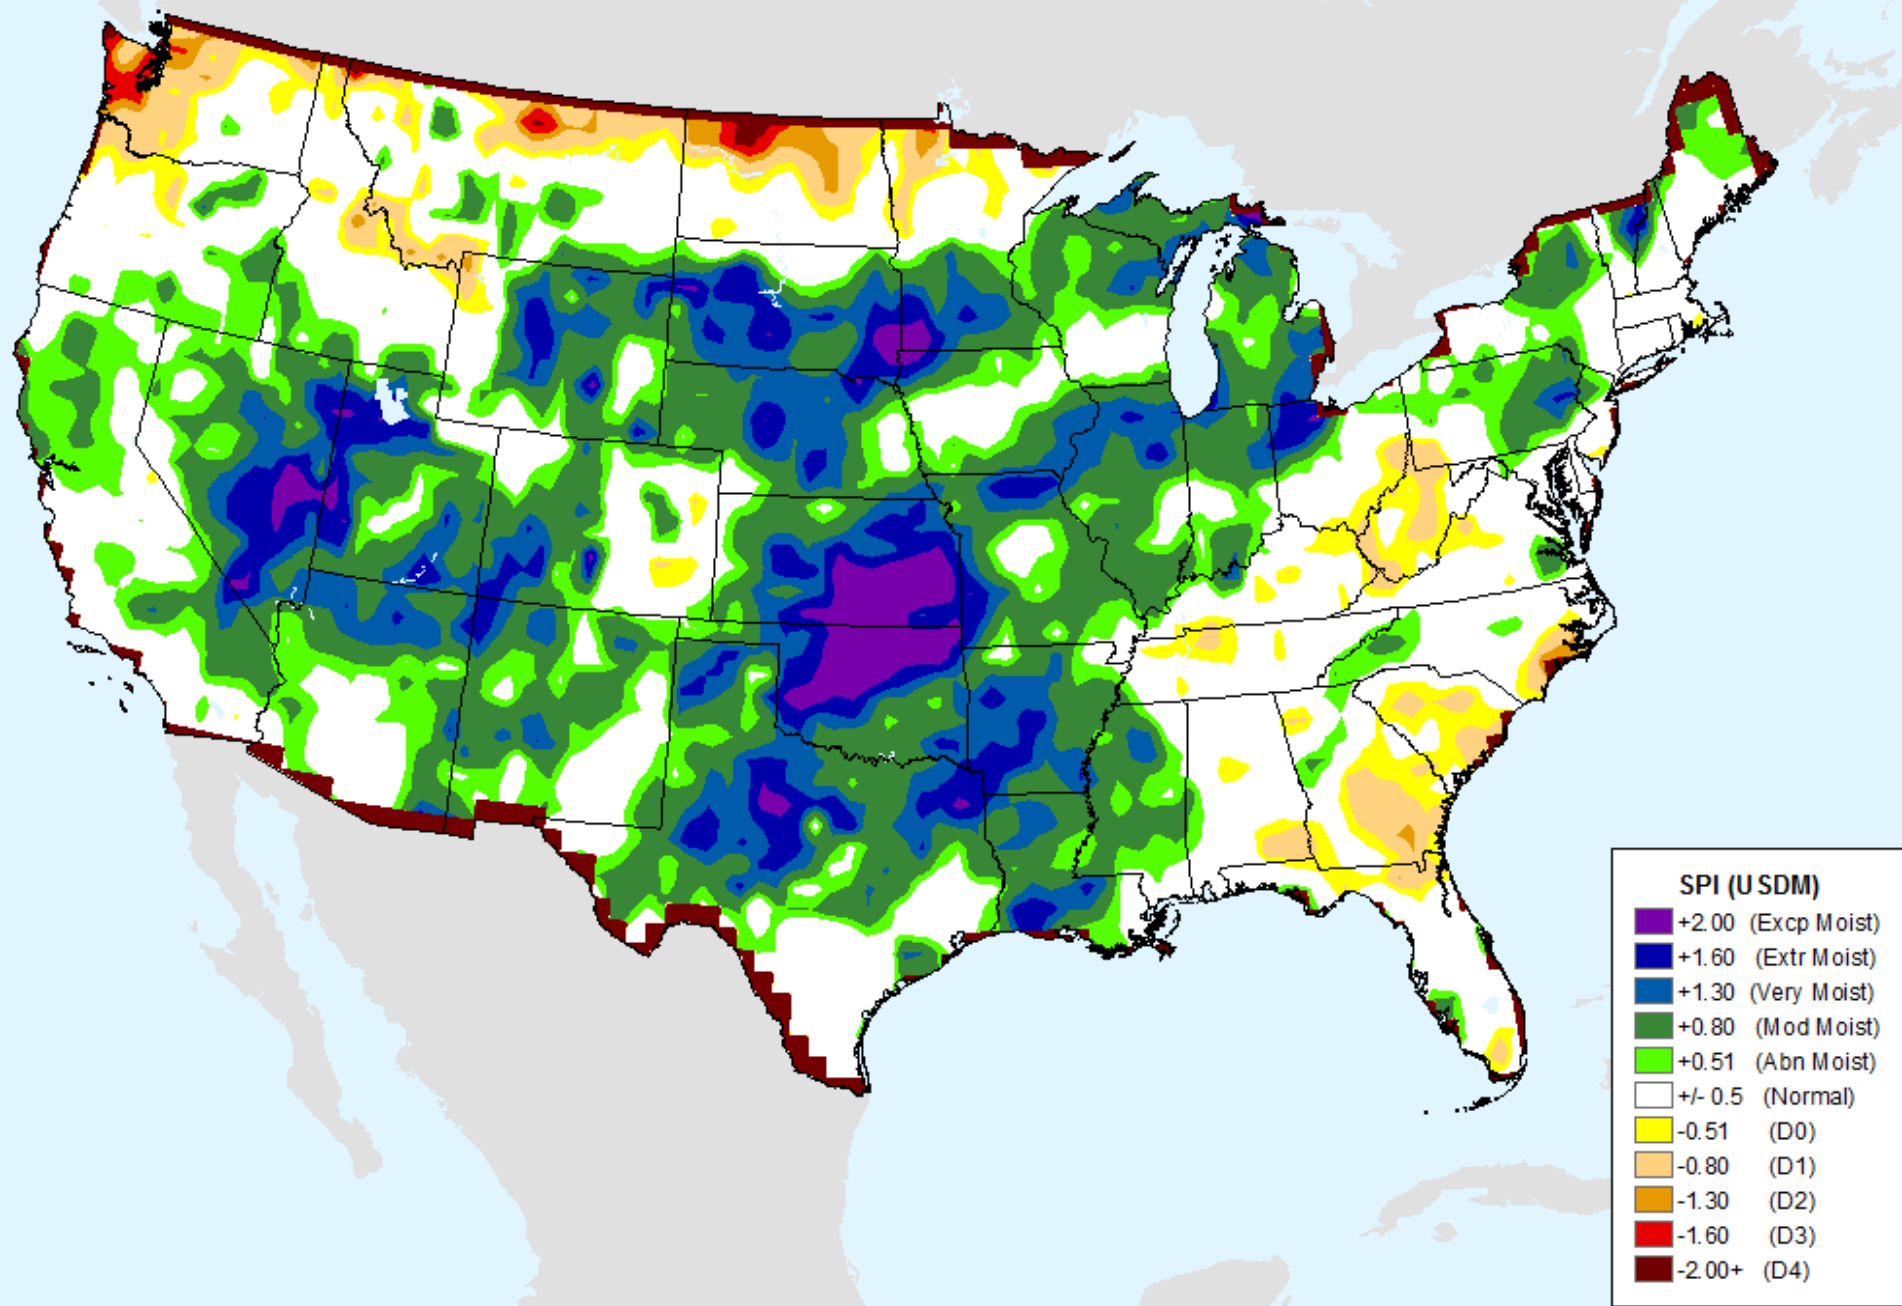 SPI (USDM)
+2.00 (Excp Moist)
+1.60 (Extr Moist)
+1.30 (Very Moist)
+0.80 (Mod Moist)
+0.51 (Abn Moist)
+/- 0.5 (Normal)
-0.51 (D0)
-0.80 (D1)
-1.30 (D2)
-1.60 (D3)
-2.00+ (D4)